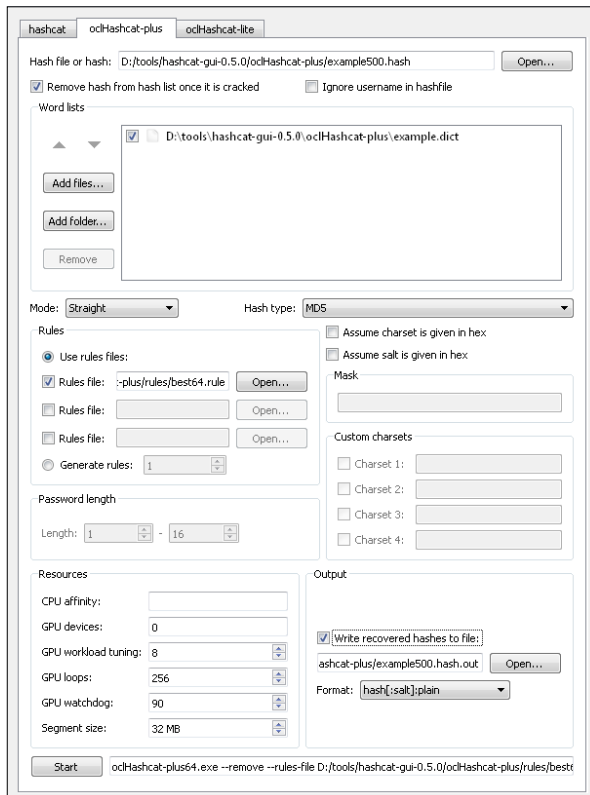 hashcat oclHashcat-plus oclHashcat-lite
Hash file or hash: D:/tools/hashcat-gui-0.5.0/oclHashcat-plus/example500.hash Open...
Remove hash from hash list once it is cracked Ignore username in hashfile
Word lists
D:\tools\hashcat-gui-0.5.0\oclHashcat-plus\example.dict
Add files...
Add folder...
Remove
Mode: Straight Hash type: MD5
Rules
Assume charset is given in hex
Use rules files:
Assume salt is given in hex
Rules file: :-plus/rules/best64.rule Open...
Mask
Rules file: Open...
Rules file: Open...
Custom charsets
Generate rules: 1
Charset 1:
Charset 2:
Password length
Charset 3:
Length: 1 - 16
Charset 4:
Resources
Output
CPU affinity:
GPU devices: 0
Write recovered hashes to file:
GPU workload tuning: 8
ashcat-plus/example500.hash.out Open...
GPU loops: 256
Format: hash[:salt]:plain
GPU watchdog: 90
Segment size: 32 MB
Start oclHashcat-plus64.exe --remove --rules-file D:/tools/hashcat-gui-0.5.0/oclHashcat-plus/rules/best6